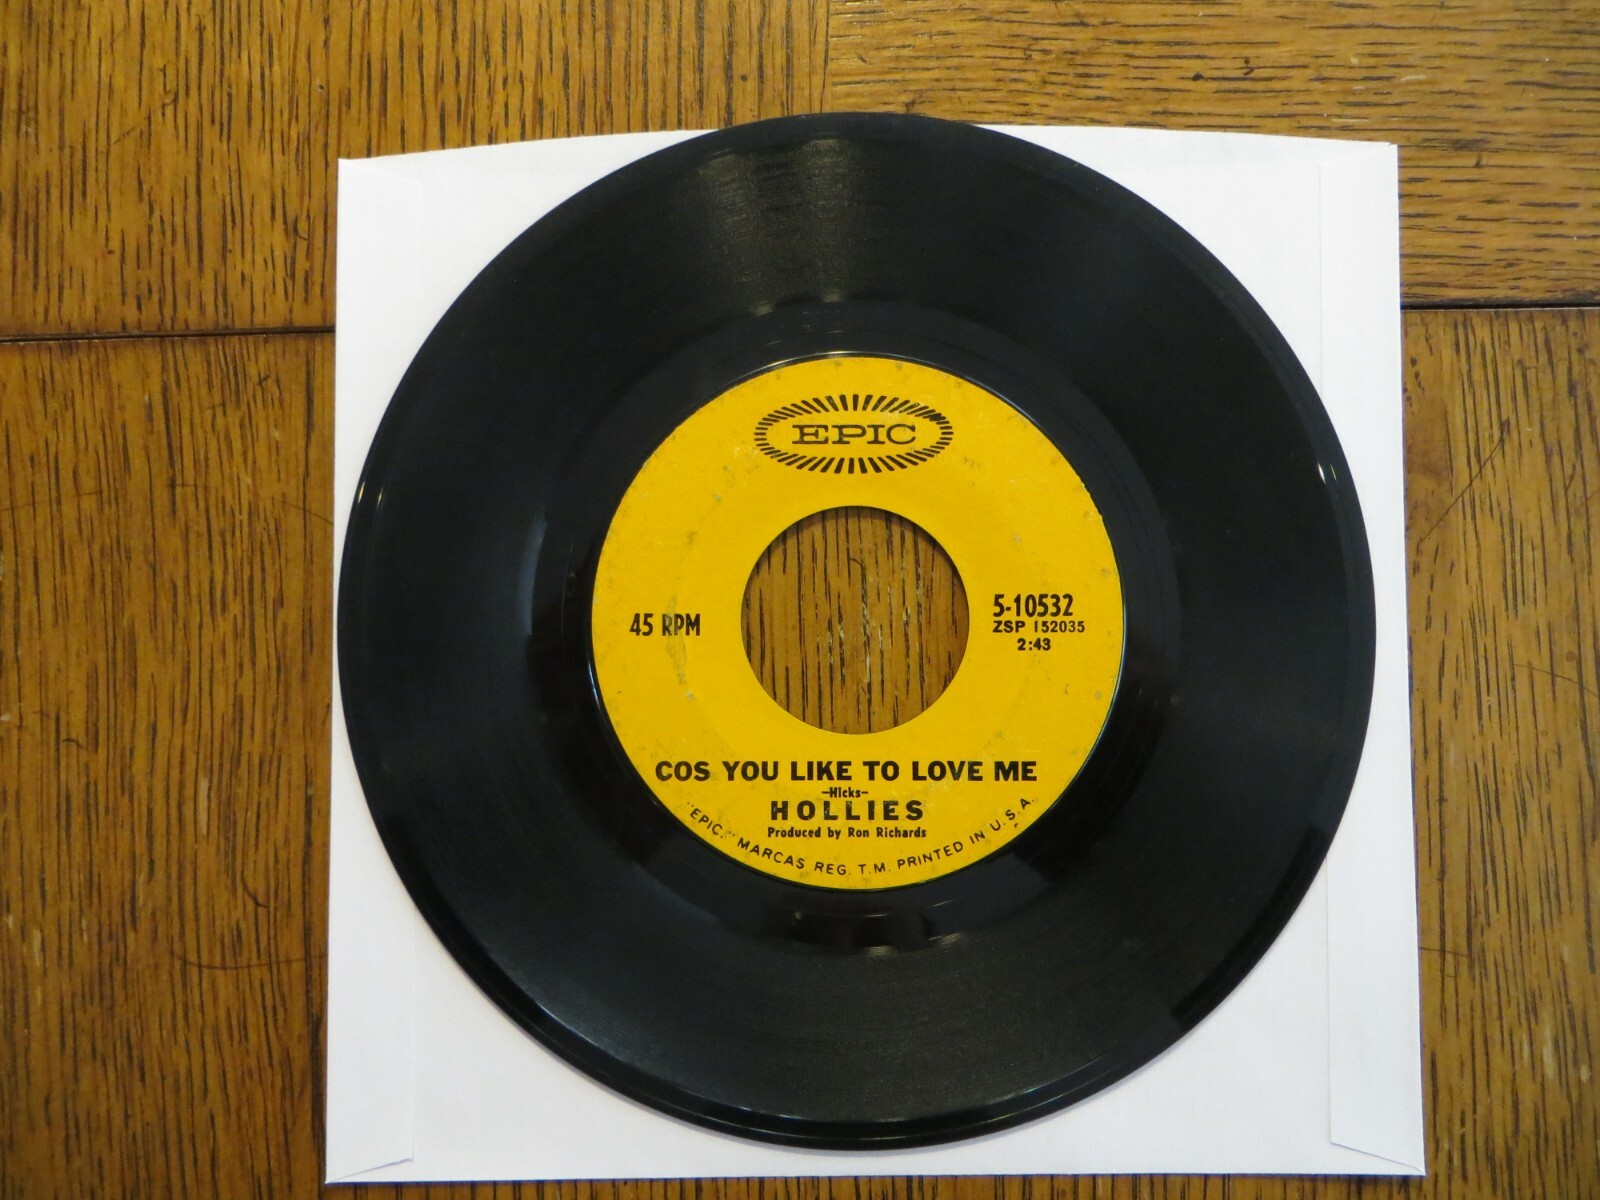 EPIC
45 RPM
5-10532
ZSP 152035
2:43
COS YOU LIKE TO LOVE ME
-Hicks-
HOLLIES
Produced by Ron Richards
"EPIC," MARCAS REG. T.M. PRINTED IN U.S.A.